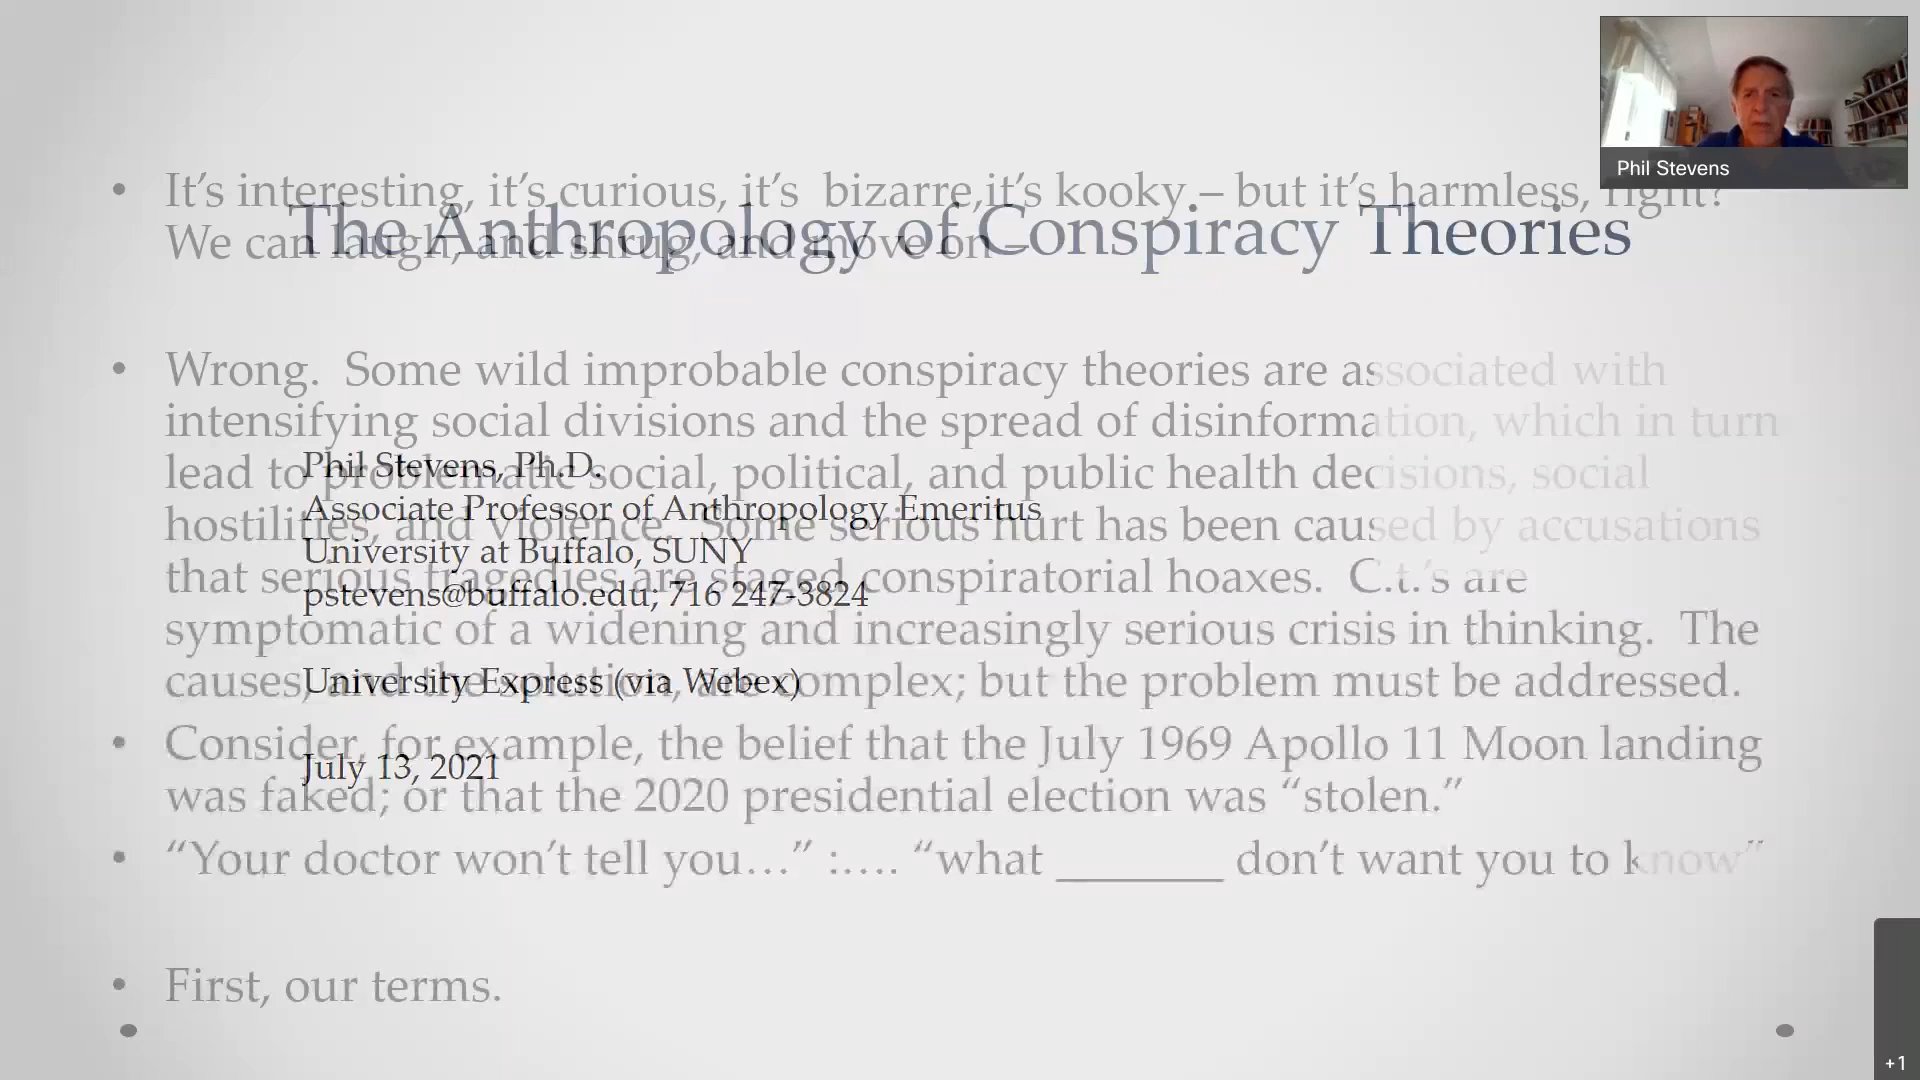 Phil Stevens
• It's interesting, it's curious, it's  bizarre,it's kooky – but it's harmless, right?
We can laugh, and shrug, and move on
The Anthropology of Conspiracy Theories
• Wrong.  Some wild improbable conspiracy theories are associated with
intensifying social divisions and the spread of disinformation, which in turn
lead to problematic social, political, and public health decisions, social
hostilities, and violence.  Some serious hurt has been caused by accusations
that serious tragedies are staged conspiratorial hoaxes.  C.t.'s are
symptomatic of a widening and increasingly serious crisis in thinking.  The
causes, and the solution, are complex; but the problem must be addressed.
• Consider, for example, the belief that the July 1969 Apollo 11 Moon landing
was faked; or that the 2020 presidential election was “stolen.”
• “Your doctor won't tell you…” :…. “what _______ don't want you to know”
• First, our terms.
Phil Stevens, Ph.D.
Associate Professor of Anthropology Emeritus
University at Buffalo, SUNY
pstevens@buffalo.edu; 716 247-3824
University Express (via Webex)
July 13, 2021
+1